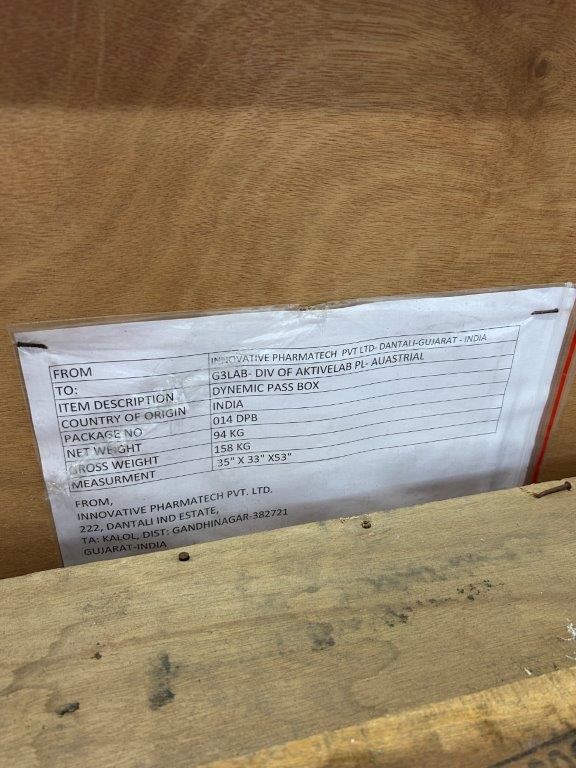 FROM INNOVATIVE PHARMATECH PVT LTD- DANTALI-GUJARAT - INDIA
TO: G3LAB- DIV OF AKTIVELAB PL- AUASTRIAL
ITEM DESCRIPTION DYNEMIC PASS BOX
COUNTRY OF ORIGIN INDIA
PACKAGE NO 014 DPB
NET WEIGHT 94 KG
GROSS WEIGHT 158 KG
MEASURMENT 35" X 33" X53"
FROM,
INNOVATIVE PHARMATECH PVT. LTD.
222, DANTALI IND ESTATE,
TA: KALOL, DIST: GANDHINAGAR-382721
GUJARAT-INDIA